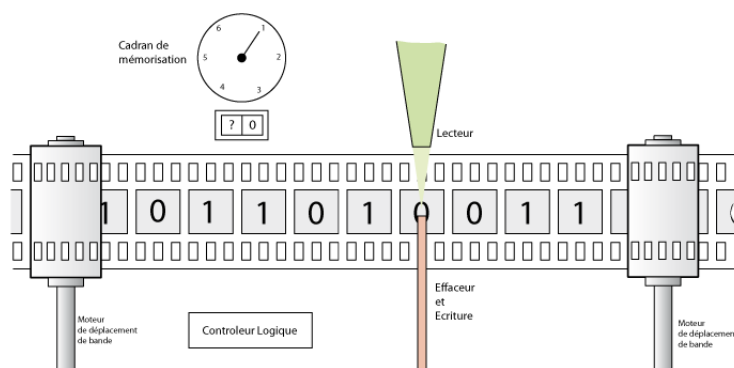 6 1
Cadran de
mémorisation
5 2
4 3
? 0
Lecteur
1 0 1 1 0 1 0 0 1 1
Effaceur
et
Ecriture
Moteur
de déplacement
de bande
Controleur Logique
Moteur
de déplacement
de bande